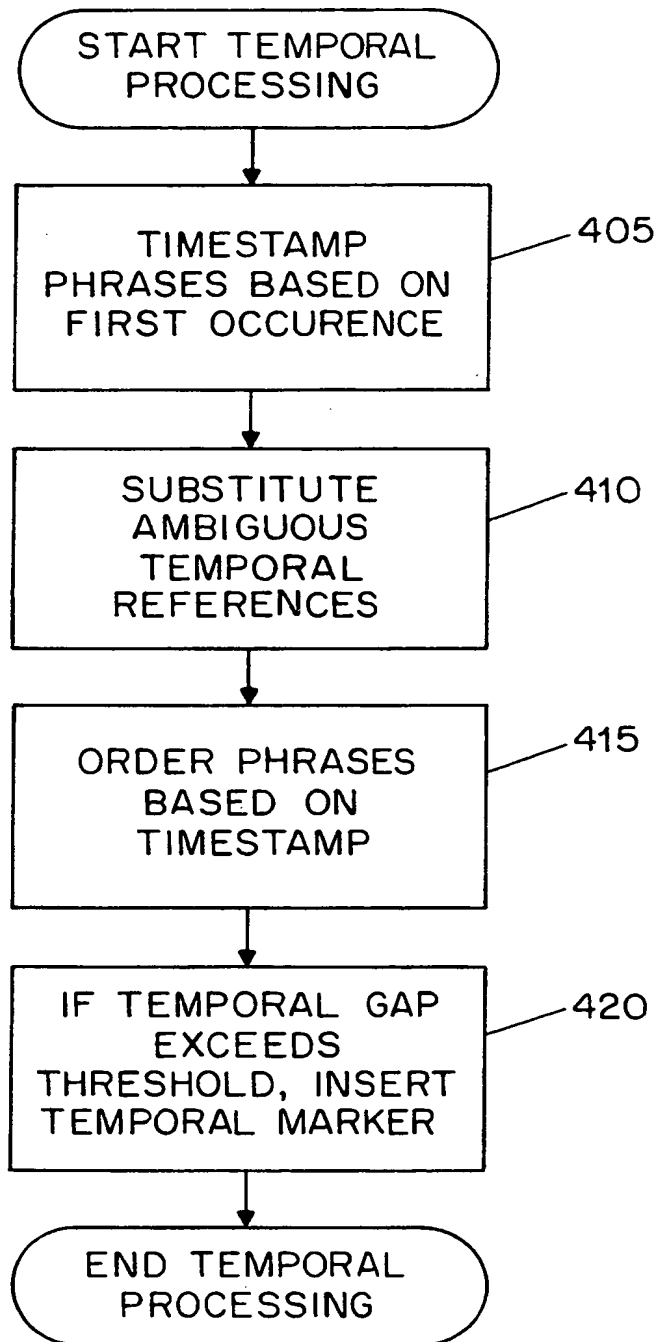 START TEMPORAL
PROCESSING
TIMESTAMP
PHRASES BASED ON
FIRST OCCURENCE
405
SUBSTITUTE
AMBIGUOUS
TEMPORAL
REFERENCES
410
ORDER PHRASES
BASED ON
TIMESTAMP
415
IF TEMPORAL GAP
EXCEEDS
THRESHOLD, INSERT
TEMPORAL MARKER
420
END TEMPORAL
PROCESSING